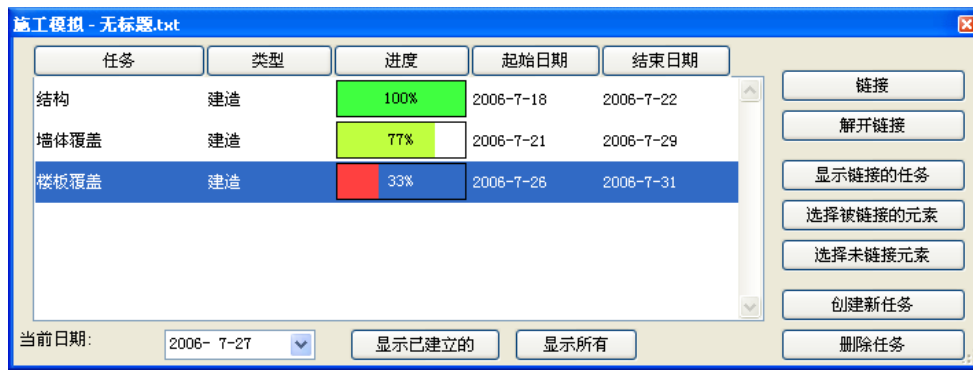 施工模拟 - 无标题.txt
任务 类型 进度 起始日期 结束日期
结构 建造 100% 2006-7-18 2006-7-22
墙体覆盖 建造 77% 2006-7-21 2006-7-29
楼板覆盖 建造 33% 2006-7-26 2006-7-31
链接
解开链接
显示链接的任务
选择被链接的元素
选择未链接元素
创建新任务
删除任务
当前日期: 2006- 7-27 显示已建立的 显示所有